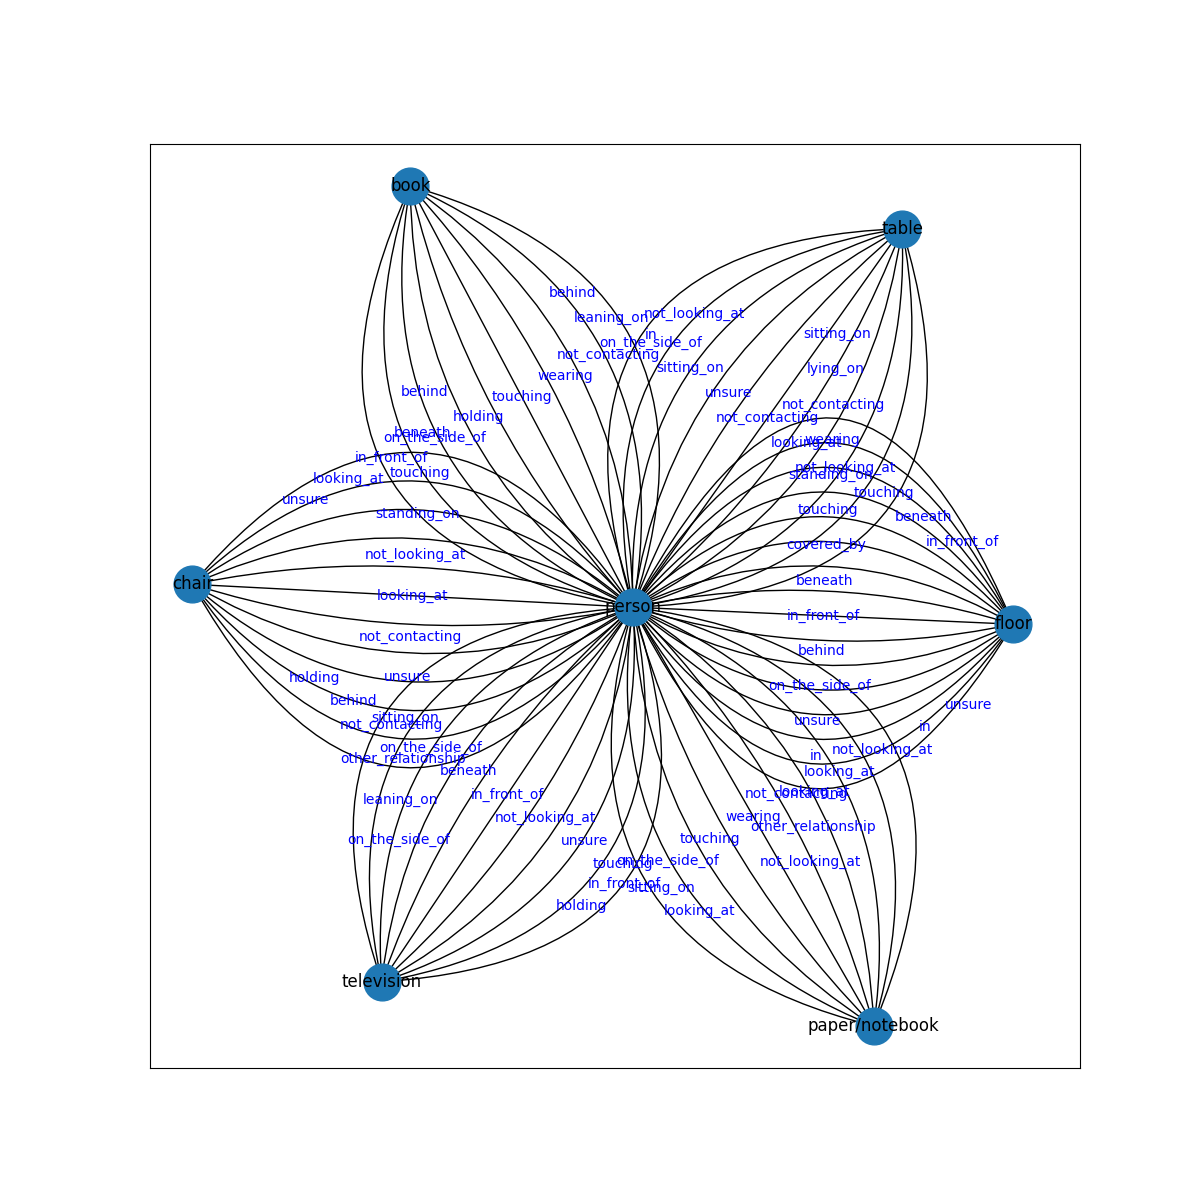 book
table
behind
not_looking_at
leaning_on
in
sitting_on
on_the_side_of
not_contacting
sitting_on
lying_on
wearing
behind
unsure
touching
not_contacting
holding
not_contacting
beneath
on_the_side_of
looking_at
wearing
in_front_of
not_looking_at
touching
standing_on
looking_at
touching
unsure
touching
standing_on
beneath
in_front_of
covered_by
not_looking_at
beneath
chair
looking_at
person
in_front_of
floor
not_contacting
behind
holding
unsure
on_the_side_of
behind
unsure
sitting_on
unsure
not_contacting
in
on_the_side_of
not_looking_at
other_relationship
in
beneath
looking_at
in_front_of
not_contacting
looking_at
leaning_on
not_looking_at
wearing
other_relationship
on_the_side_of
unsure
touching
touching
on_the_side_of
not_looking_at
in_front_of
sitting_on
holding
looking_at
television
paper/notebook